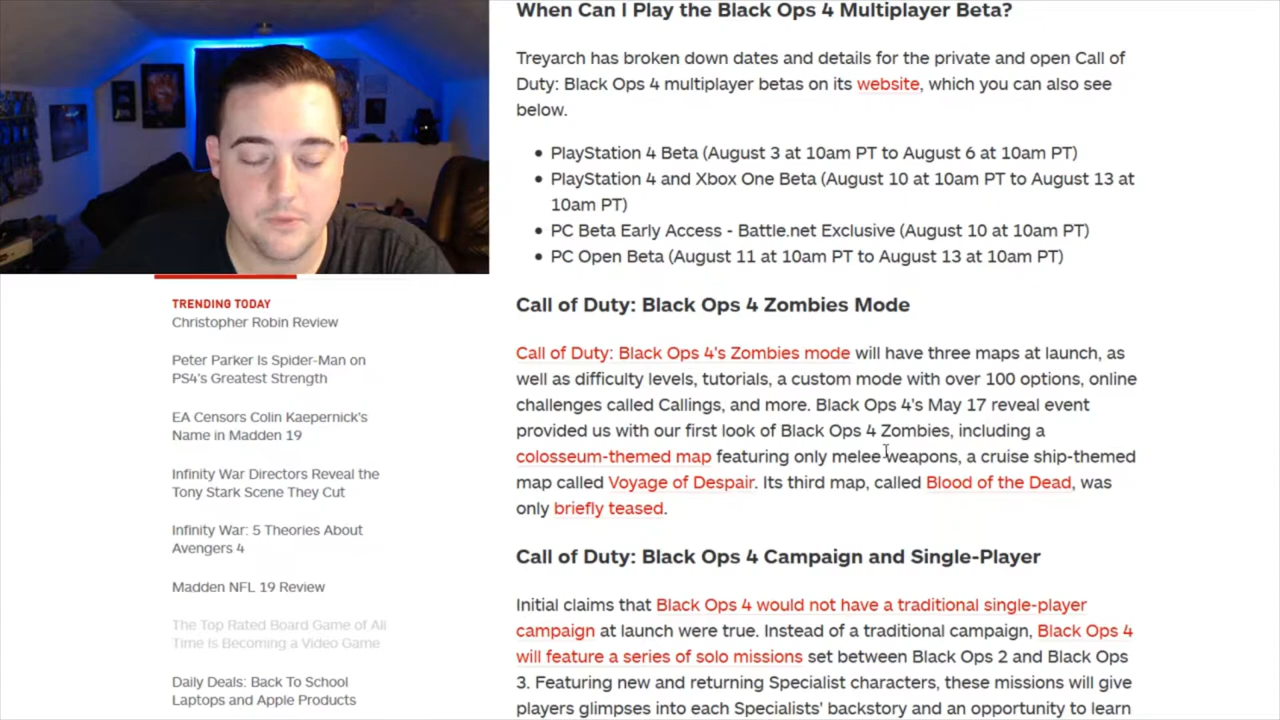 When Can I Play the Black Ops 4 Multiplayer Beta?
Treyarch has broken down dates and details for the private and open Call of
Duty: Black Ops 4 multiplayer betas on its website, which you can also see
below.
• PlayStation 4 Beta (August 3 at 10am PT to August 6 at 10am PT)
• PlayStation 4 and Xbox One Beta (August 10 at 10am PT to August 13 at
10am PT)
• PC Beta Early Access - Battle.net Exclusive (August 10 at 10am PT)
• PC Open Beta (August 11 at 10am PT to August 13 at 10am PT)
Call of Duty: Black Ops 4 Zombies Mode
Call of Duty: Black Ops 4's Zombies mode will have three maps at launch, as
well as difficulty levels, tutorials, a custom mode with over 100 options, online
challenges called Callings, and more. Black Ops 4's May 17 reveal event
provided us with our first look of Black Ops 4 Zombies, including a
colosseum-themed map featuring only melee weapons, a cruise ship-themed
map called Voyage of Despair. Its third map, called Blood of the Dead, was
only briefly teased.
Call of Duty: Black Ops 4 Campaign and Single-Player
Initial claims that Black Ops 4 would not have a traditional single-player
campaign at launch were true. Instead of a traditional campaign, Black Ops 4
will feature a series of solo missions set between Black Ops 2 and Black Ops
3. Featuring new and returning Specialist characters, these missions will give
players glimpses into each Specialists' backstory and an opportunity to learn
TRENDING TODAY
Christopher Robin Review
Peter Parker Is Spider-Man on
PS4's Greatest Strength
EA Censors Colin Kaepernick's
Name in Madden 19
Infinity War Directors Reveal the
Tony Stark Scene They Cut
Infinity War: 5 Theories About
Avengers 4
Madden NFL 19 Review
The Top Rated Board Game of All
Time Is Becoming a Video Game
Daily Deals: Back To School
Laptops and Apple Products